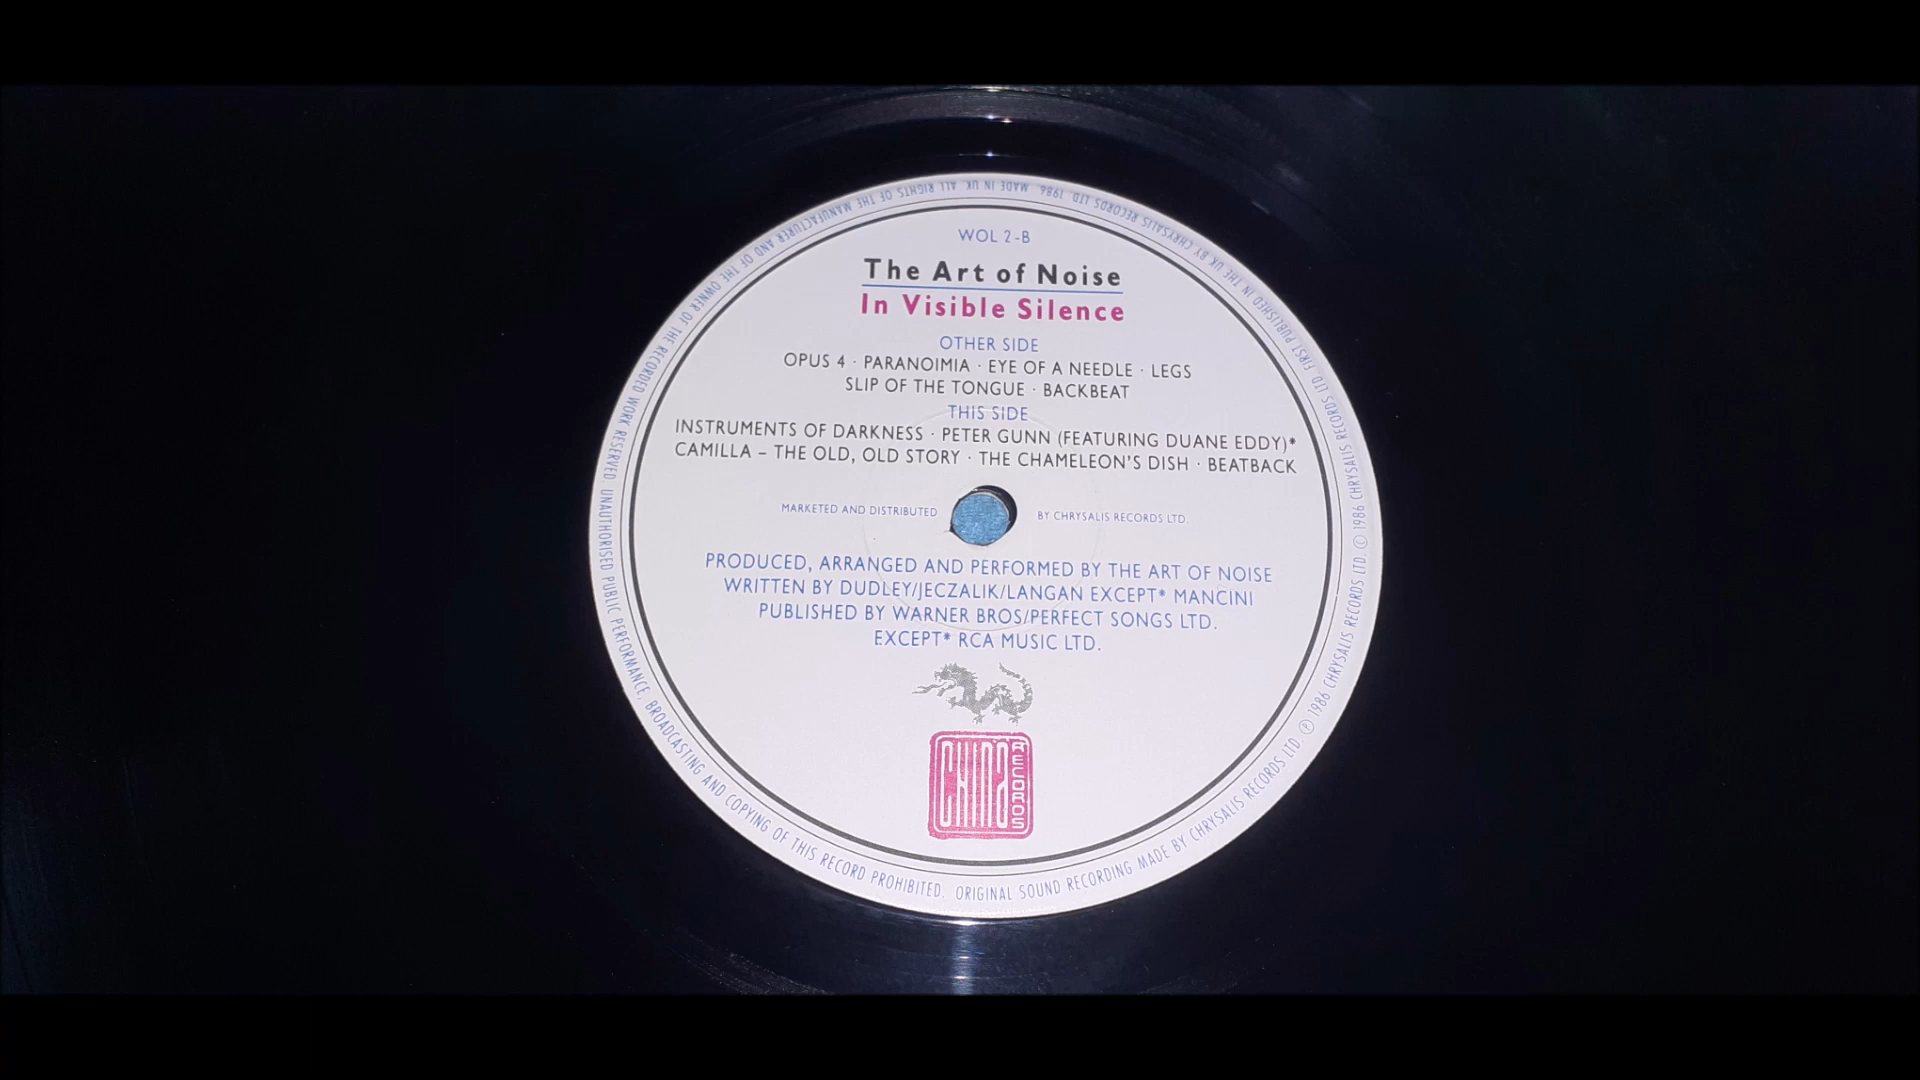 WOL 2-B
The Art of Noise
In Visible Silence
OTHER SIDE
OPUS 4 · PARANOIMIA · EYE OF A NEEDLE · LEGS
SLIP OF THE TONGUE · BACKBEAT
THIS SIDE
INSTRUMENTS OF DARKNESS · PETER GUNN (FEATURING DUANE EDDY)*
CAMILLA – THE OLD, OLD STORY · THE CHAMELEON'S DISH · BEATBACK
MARKETED AND DISTRIBUTED BY CHRYSALIS RECORDS LTD.
PRODUCED, ARRANGED AND PERFORMED BY THE ART OF NOISE
WRITTEN BY DUDLEY/JECZALIK/LANGAN EXCEPT* MANCINI
PUBLISHED BY WARNER BROS/PERFECT SONGS LTD.
EXCEPT* RCA MUSIC LTD.
CHINA RECORDS
ORIGINAL SOUND RECORDING MADE BY CHRYSALIS RECORDS LTD. ℗ 1986 CHRYSALIS RECORDS LTD. © 1986 CHRYSALIS RECORDS LTD. FIRST PUBLISHED IN THE UK BY CHRYSALIS RECORDS LTD 1986. MADE IN UK. ALL RIGHTS OF THE MANUFACTURER AND OF THE OWNER OF THE RECORDED WORK RESERVED. UNAUTHORISED PUBLIC PERFORMANCE, BROADCASTING AND COPYING OF THIS RECORD PROHIBITED.